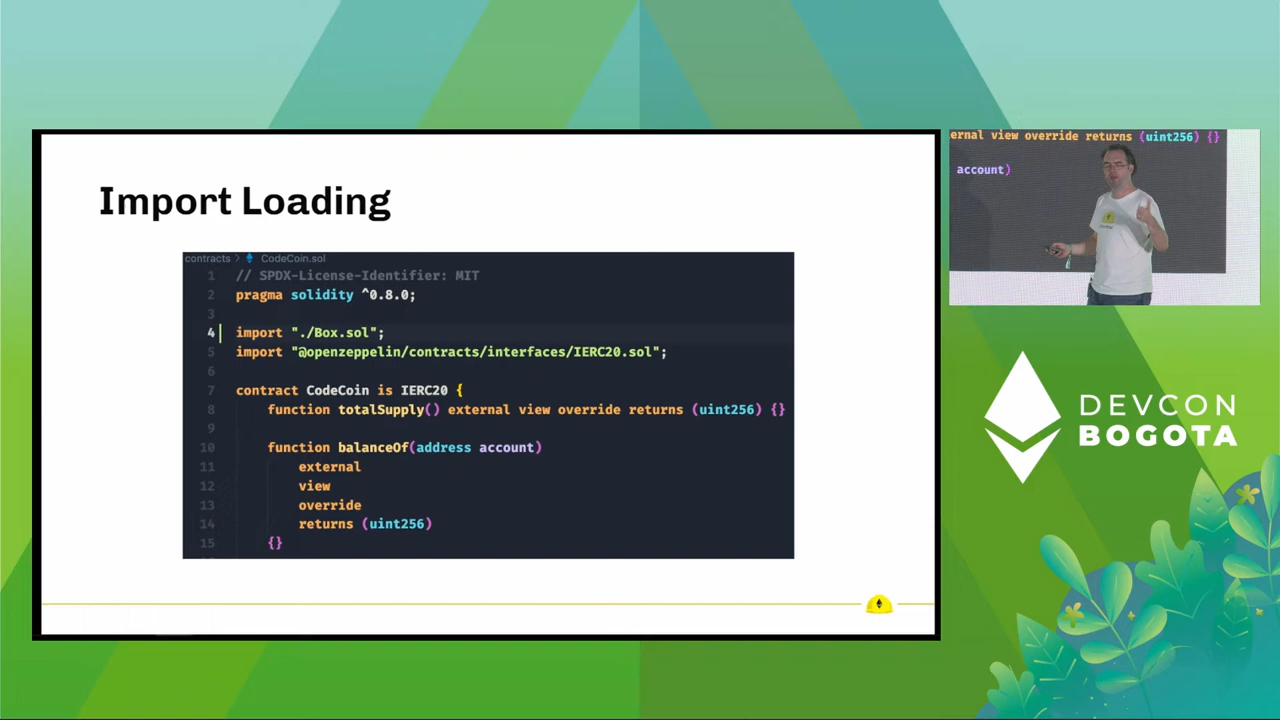 Import Loading
contracts > CodeCoin.sol
1 // SPDX-License-Identifier: MIT
2 pragma solidity ^0.8.0;
3
4 import "./Box.sol";
5 import "@openzeppelin/contracts/interfaces/IERC20.sol";
6
7 contract CodeCoin is IERC20 {
8 function totalSupply() external view override returns (uint256) {}
9
10 function balanceOf(address account)
11 external
12 view
13 override
14 returns (uint256)
15 {}
ernal view override returns (uint256) {}
account)
DEVCON
BOGOTA